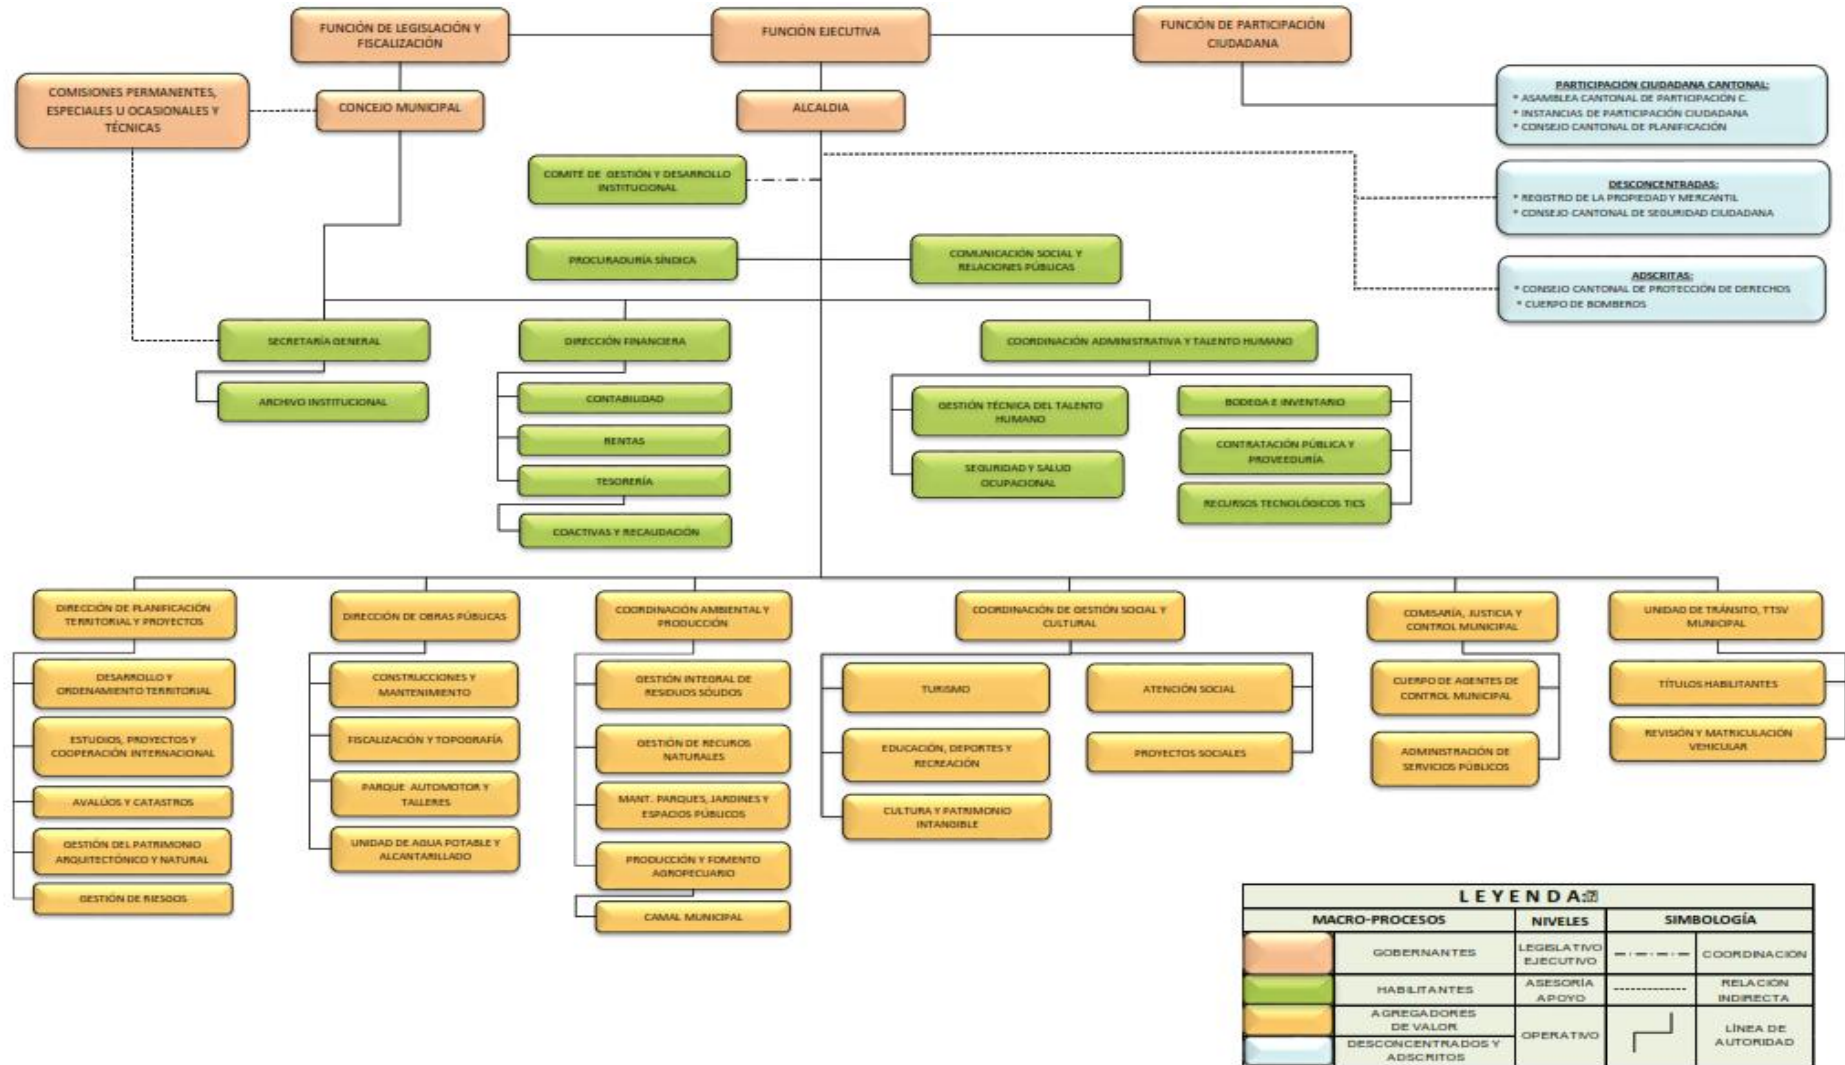 FUNCIÓN DE LEGISLACIÓN Y
FISCALIZACIÓN
FUNCIÓN EJECUTIVA
FUNCIÓN DE PARTICIPACIÓN
CIUDADANA
COMISIONES PERMANENTES,
ESPECIALES U OCASIONALES Y
TÉCNICAS
CONCEJO MUNICIPAL
ALCALDIA
PARTICIPACIÓN CIUDADANA CANTONAL:
* ASAMBLEA CANTONAL DE PARTICIPACIÓN C.
* INSTANCIAS DE PARTICIPACIÓN CIUDADANA
* CONSEJO CANTONAL DE PLANIFICACIÓN
COMITÉ DE GESTIÓN Y DESARROLLO
INSTITUCIONAL
DESCONCENTRADAS:
* REGISTRO DE LA PROPIEDAD Y MERCANTIL
* CONSEJO CANTONAL DE SEGURIDAD CIUDADANA
PROCURADURÍA SÍNDICA
COMUNICACIÓN SOCIAL Y
RELACIONES PÚBLICAS
ADSCRITAS:
* CONSEJO CANTONAL DE PROTECCIÓN DE DERECHOS
* CUERPO DE BOMBEROS
SECRETARÍA GENERAL
DIRECCIÓN FINANCIERA
COORDINACIÓN ADMINISTRATIVA Y TALENTO HUMANO
ARCHIVO INSTITUCIONAL
CONTABILIDAD
RENTAS
TESORERÍA
COACTIVAS Y RECAUDACIÓN
GESTIÓN TÉCNICA DEL TALENTO
HUMANO
SEGURIDAD Y SALUD
OCUPACIONAL
BODEGA E INVENTARIO
CONTRATACIÓN PÚBLICA Y
PROVEEDURÍA
RECURSOS TECNOLÓGICOS TICS
DIRECCIÓN DE PLANIFICACIÓN
TERRITORIAL Y PROYECTOS
DESARROLLO Y
ORDENAMIENTO TERRITORIAL
ESTUDIOS, PROYECTOS Y
COOPERACIÓN INTERNACIONAL
AVALÚOS Y CATASTROS
GESTIÓN DEL PATRIMONIO
ARQUITECTÓNICO Y NATURAL
GESTIÓN DE RIESGOS
DIRECCIÓN DE OBRAS PÚBLICAS
CONSTRUCCIONES Y
MANTENIMIENTO
FISCALIZACIÓN Y TOPOGRAFÍA
PARQUE AUTOMOTOR Y
TALLERES
UNIDAD DE AGUA POTABLE Y
ALCANTARILLADO
COORDINACIÓN AMBIENTAL Y
PRODUCCIÓN
GESTIÓN INTEGRAL DE
RESIDUOS SÓLIDOS
GESTIÓN DE RECUROS
NATURALES
MANT. PARQUES, JARDINES Y
ESPACIOS PÚBLICOS
PRODUCCIÓN Y FOMENTO
AGROPECUARIO
CAMAL MUNICIPAL
COORDINACIÓN DE GESTIÓN SOCIAL Y
CULTURAL
TURISMO
EDUCACIÓN, DEPORTES Y
RECREACIÓN
CULTURA Y PATRIMONIO
INTANGIBLE
ATENCIÓN SOCIAL
PROYECTOS SOCIALES
COMISARÍA, JUSTICIA Y
CONTROL MUNICIPAL
CUERPO DE AGENTES DE
CONTROL MUNICIPAL
ADMINISTRACIÓN DE
SERVICIOS PÚBLICOS
UNIDAD DE TRÁNSITO, TTSV
MUNICIPAL
TÍTULOS HABILITANTES
REVISIÓN Y MATRICULACIÓN
VEHICULAR
LEYENDA:
MACRO-PROCESOS NIVELES SIMBOLOGÍA
GOBERNANTES LEGISLATIVO EJECUTIVO COORDINACIÓN
HABILITANTES ASESORÍA APOYO RELACIÓN INDIRECTA
AGREGADORES DE VALOR OPERATIVO LÍNEA DE AUTORIDAD
DESCONCENTRADOS Y ADSCRITOS